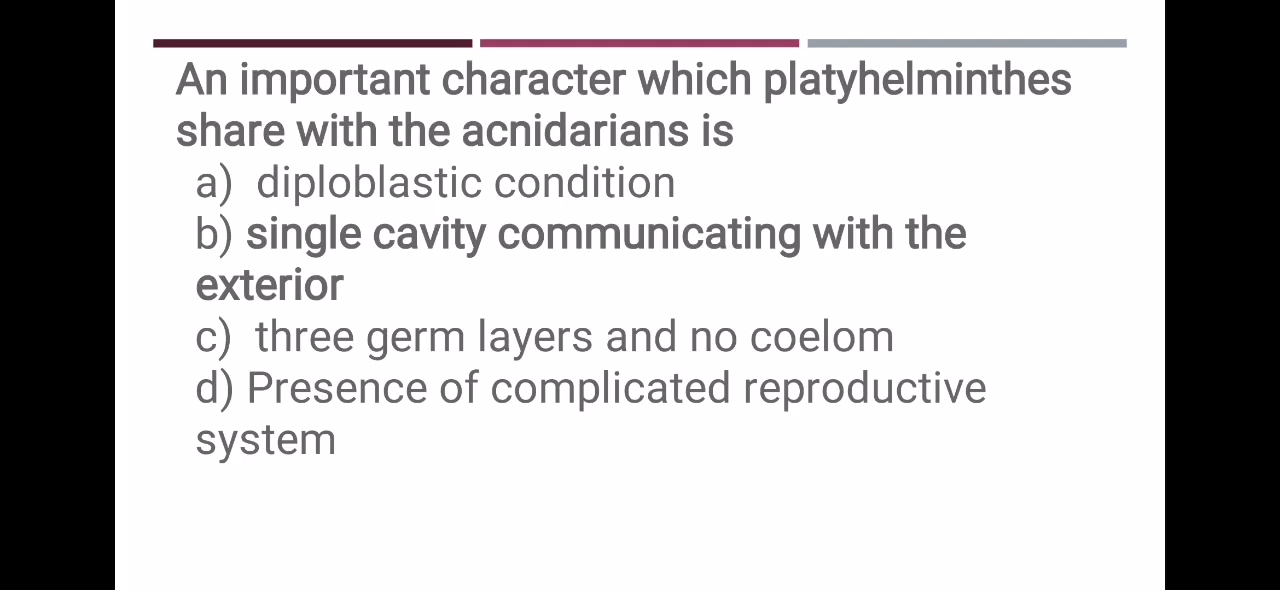 An important character which platyhelminthes
share with the acnidarians is
a) diploblastic condition
b) single cavity communicating with the
exterior
c) three germ layers and no coelom
d) Presence of complicated reproductive
system